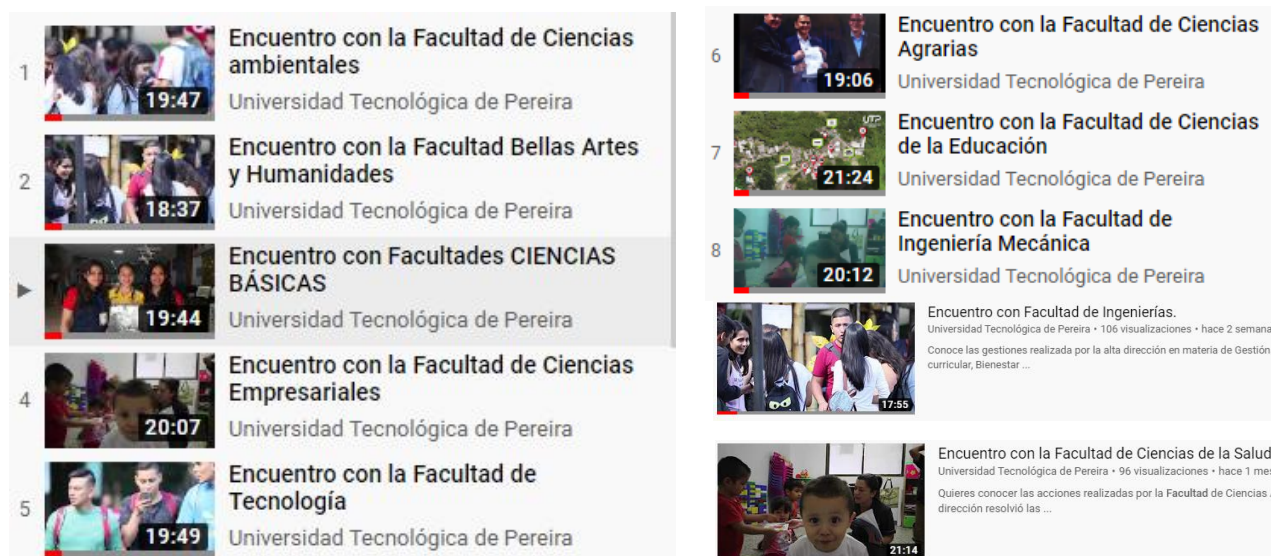 1
19:47
Encuentro con la Facultad de Ciencias
ambientales
Universidad Tecnológica de Pereira
2
18:37
Encuentro con la Facultad Bellas Artes
y Humanidades
Universidad Tecnológica de Pereira
19:44
Encuentro con Facultades CIENCIAS
BÁSICAS
Universidad Tecnológica de Pereira
4
20:07
Encuentro con la Facultad de Ciencias
Empresariales
Universidad Tecnológica de Pereira
5
19:49
Encuentro con la Facultad de
Tecnología
Universidad Tecnológica de Pereira
6
19:06
Encuentro con la Facultad de Ciencias
Agrarias
Universidad Tecnológica de Pereira
7
UTP
21:24
Encuentro con la Facultad de Ciencias
de la Educación
Universidad Tecnológica de Pereira
8
20:12
Encuentro con la Facultad de
Ingeniería Mecánica
Universidad Tecnológica de Pereira
17:55
Encuentro con Facultad de Ingenierías.
Universidad Tecnológica de Pereira • 106 visualizaciones • hace 2 semana
Conoce las gestiones realizada por la alta dirección en materia de Gestión
curricular, Bienestar ...
21:14
Encuentro con la Facultad de Ciencias de la Salud
Universidad Tecnológica de Pereira • 96 visualizaciones • hace 1 mes
Quieres conocer las acciones realizadas por la Facultad de Ciencias
dirección resolvió las ...